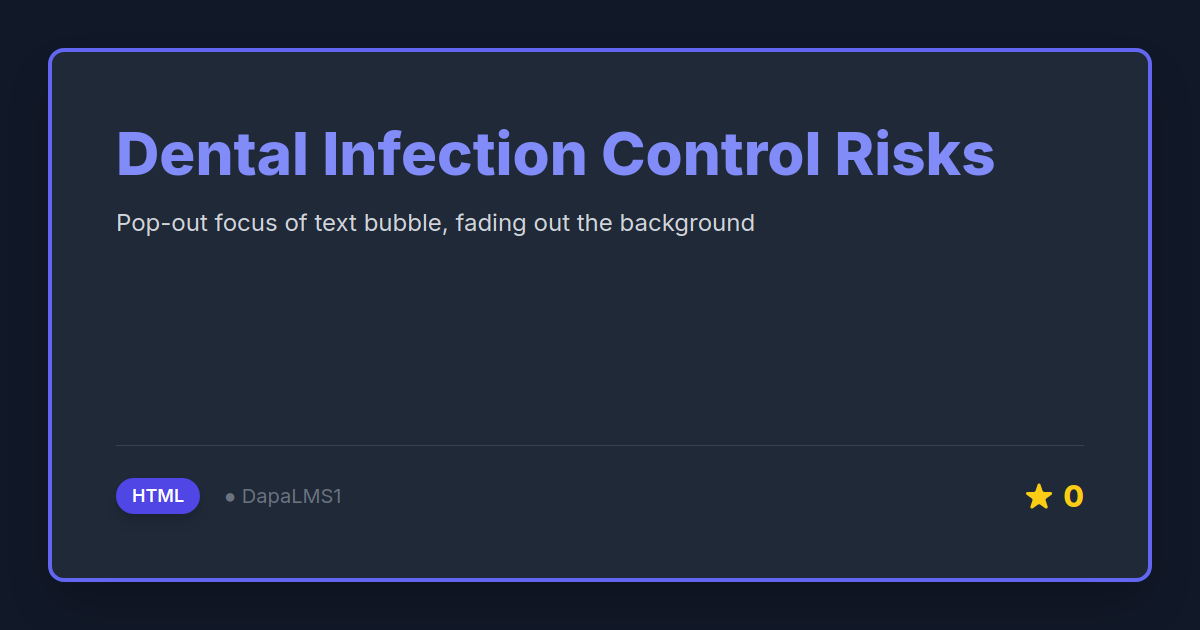 Dental Infection Control Risks
Pop-out focus of text bubble, fading out the background
HTML
DapaLMS1
0